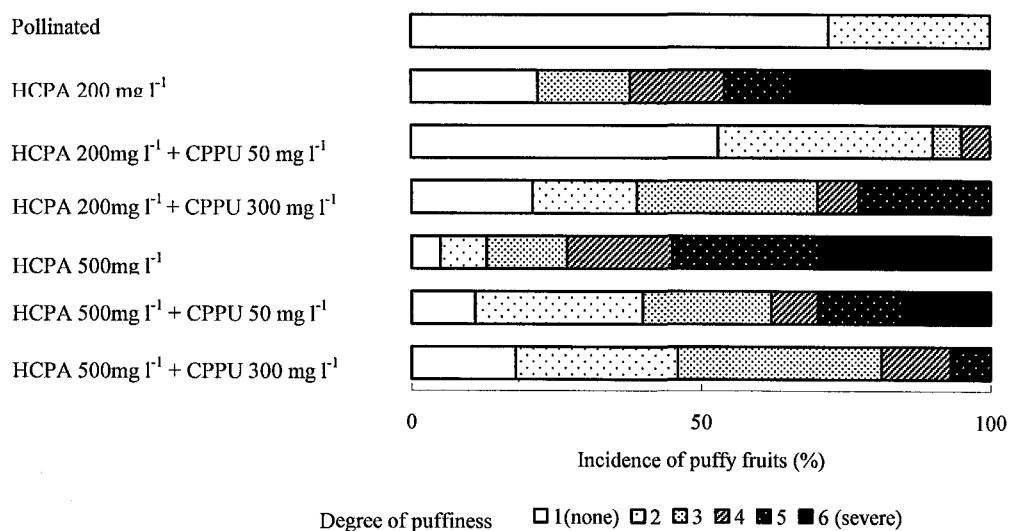 Pollinated
HCPA 200 mg l⁻¹
HCPA 200mg l⁻¹ + CPPU 50 mg l⁻¹
HCPA 200mg l⁻¹ + CPPU 300 mg l⁻¹
HCPA 500mg l⁻¹
HCPA 500mg l⁻¹ + CPPU 50 mg l⁻¹
HCPA 500mg l⁻¹ + CPPU 300 mg l⁻¹
0 50 100
Incidence of puffy fruits (%)
Degree of puffiness 1(none) 2 3 4 5 6 (severe)